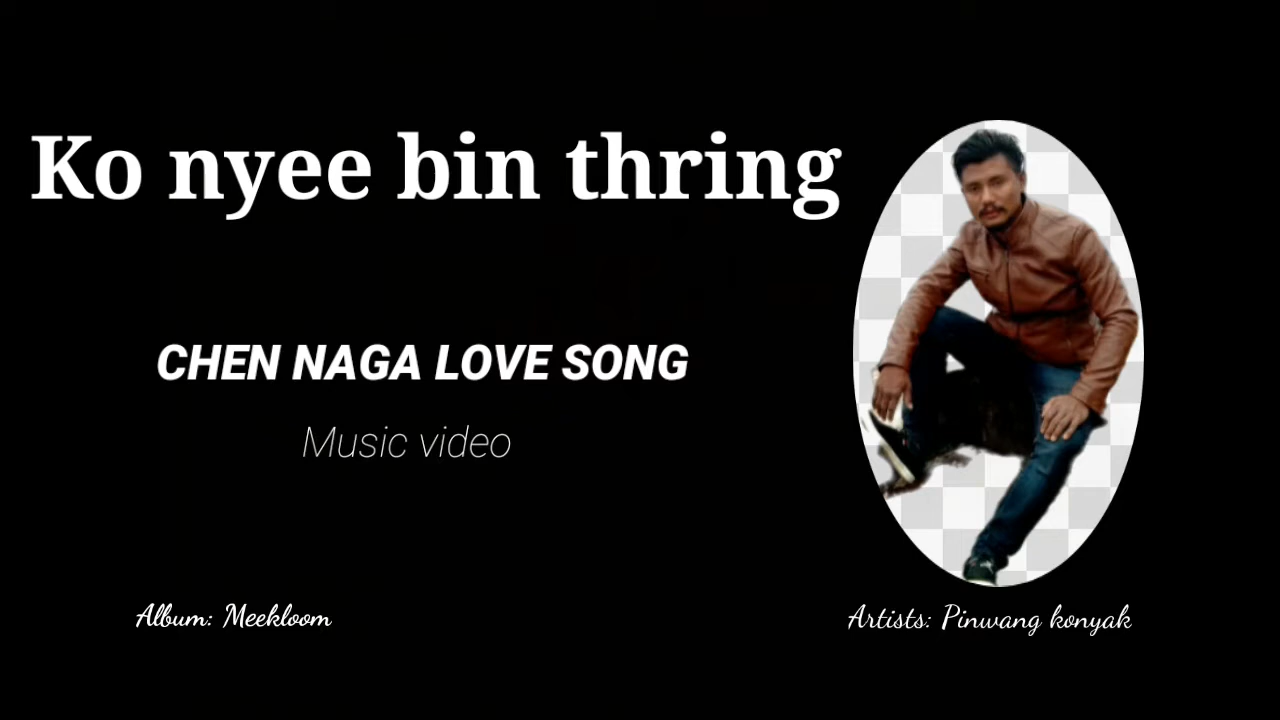 Ko nyee bin thring
CHEN NAGA LOVE SONG
Music video
Album: Meekloom
Artists: Pinwang konyak